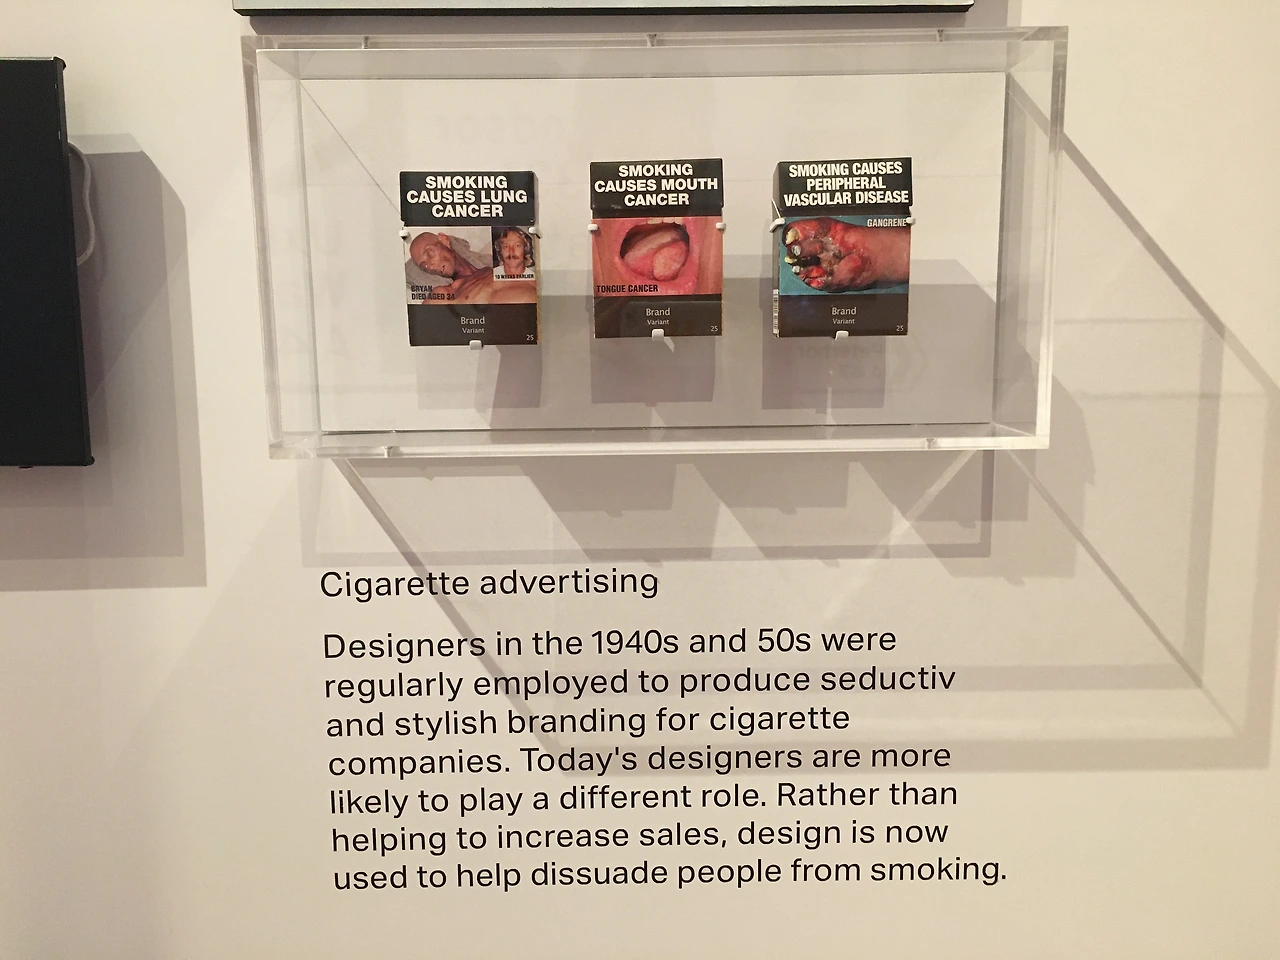 SMOKING
CAUSES LUNG
CANCER
10 WEEKS EARLIER
BRYAN
DIED AGED 34
Brand
Variant
25
SMOKING
CAUSES MOUTH
CANCER
TONGUE CANCER
Brand
Variant
25
SMOKING CAUSES
PERIPHERAL
VASCULAR DISEASE
GANGRENE
Brand
Variant
25
Cigarette advertising
Designers in the 1940s and 50s were
regularly employed to produce seductiv
and stylish branding for cigarette
companies. Today's designers are more
likely to play a different role. Rather than
helping to increase sales, design is now
used to help dissuade people from smoking.